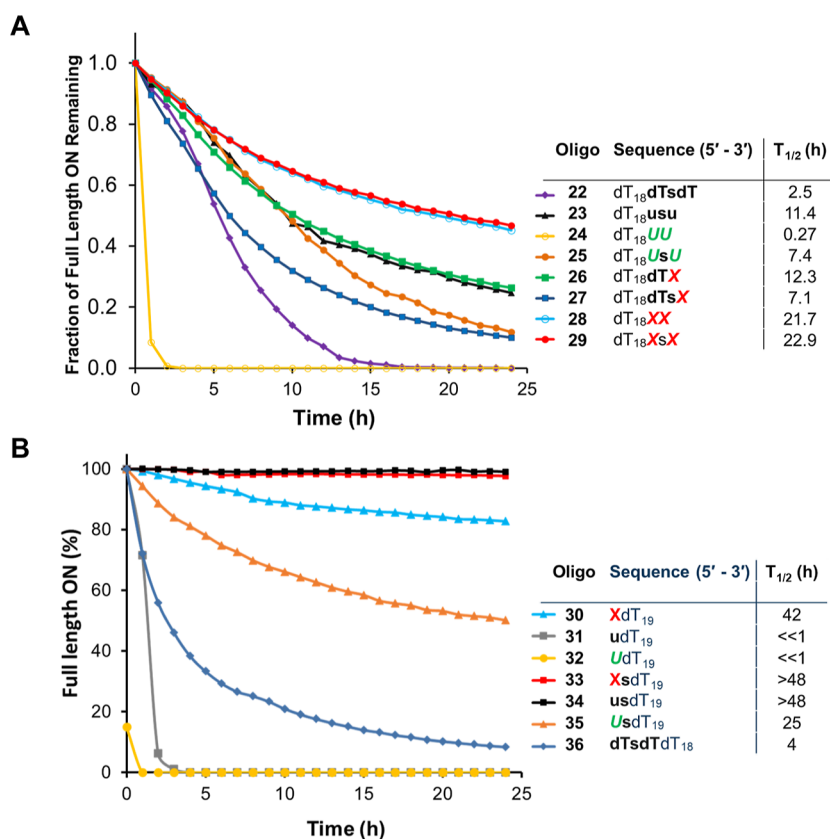 A
Fraction of Full Length ON Remaining
1.0
0.8
0.6
0.4
0.2
0.0
0 5 10 15 20 25
Time (h)
Oligo Sequence (5′ - 3′) T1/2 (h)
22 dT18dTsdT 2.5
23 dT18usu 11.4
24 dT18UU 0.27
25 dT18UsU 7.4
26 dT18dTX 12.3
27 dT18dTsX 7.1
28 dT18XX 21.7
29 dT18XsX 22.9
B
Full length ON (%)
100
80
60
40
20
0
0 5 10 15 20 25
Time (h)
Oligo Sequence (5′ - 3′) T1/2 (h)
30 XdT19 42
31 udT19 <<1
32 UdT19 <<1
33 XsdT19 >48
34 usdT19 >48
35 UsdT19 25
36 dTsdTdT18 4